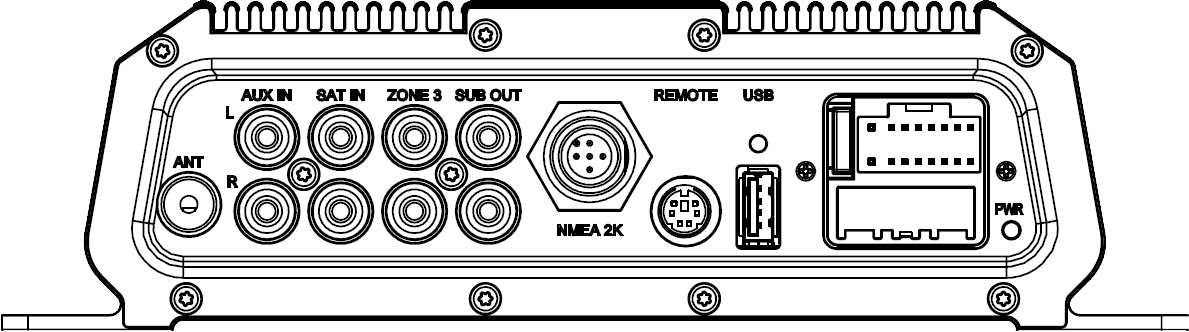 AUX IN SAT IN ZONE 3 SUB OUT REMOTE USB
L
ANT
R
PWR
NMEA 2K